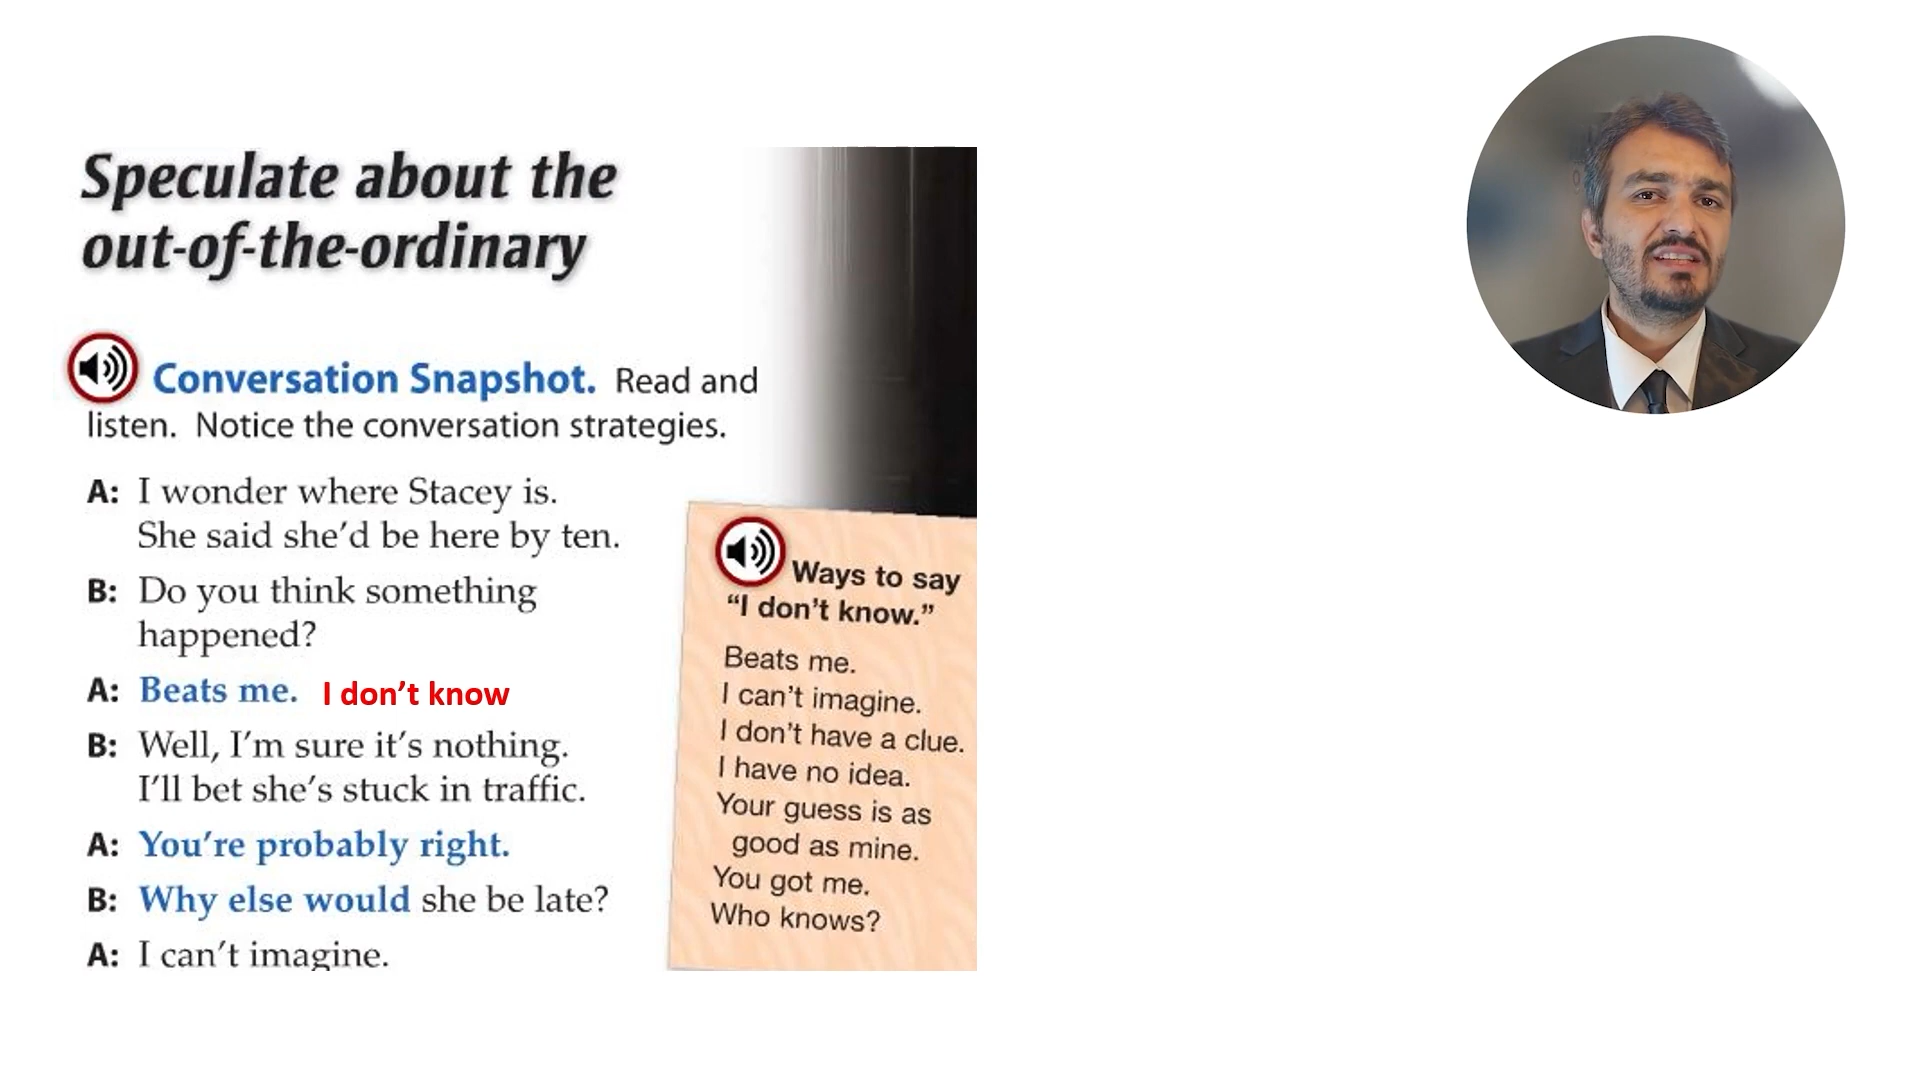 Speculate about the
out-of-the-ordinary
Conversation Snapshot. Read and
listen. Notice the conversation strategies.
A: I wonder where Stacey is.
She said she’d be here by ten.
B: Do you think something
happened?
A: Beats me. I don’t know
B: Well, I’m sure it’s nothing.
I’ll bet she’s stuck in traffic.
A: You’re probably right.
B: Why else would she be late?
A: I can’t imagine.
Ways to say
“I don’t know.”
Beats me.
I can’t imagine.
I don’t have a clue.
I have no idea.
Your guess is as
good as mine.
You got me.
Who knows?